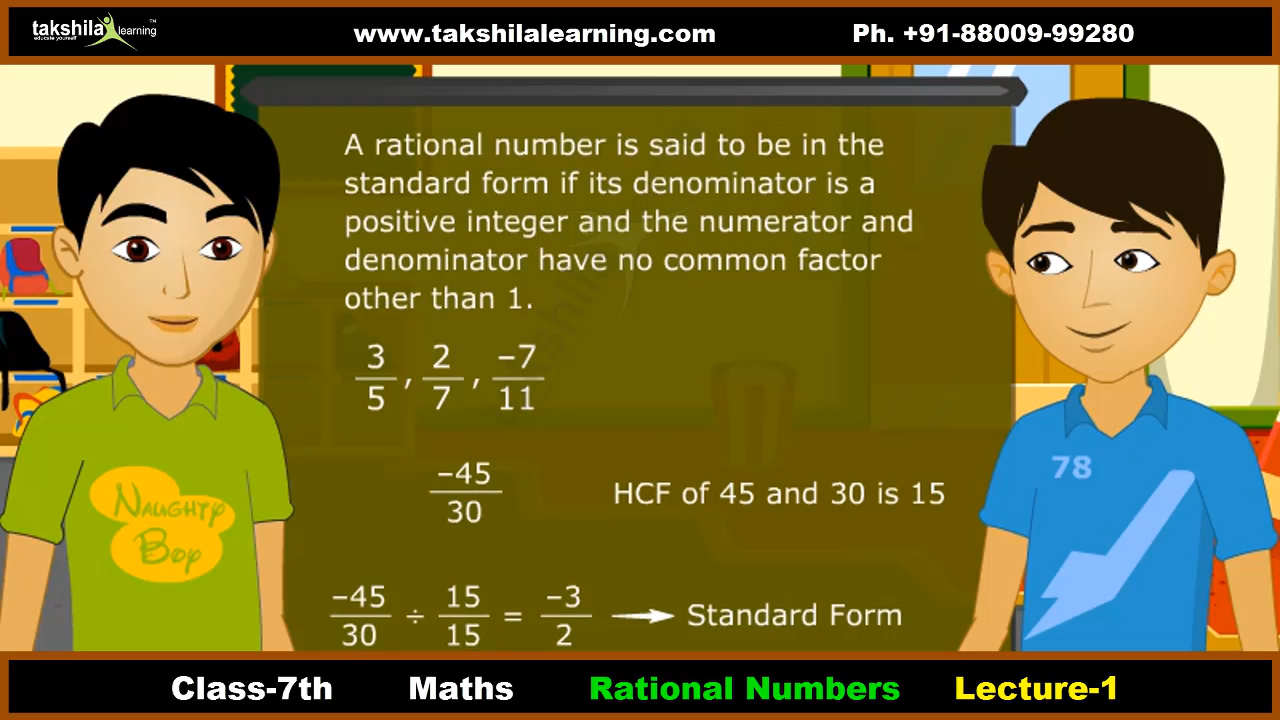 takshila learning TM
educate yourself
www.takshilalearning.com
Ph. +91-88009-99280
A rational number is said to be in the
standard form if its denominator is a
positive integer and the numerator and
denominator have no common factor
other than 1.
3/5, 2/7, –7/11
–45/30 HCF of 45 and 30 is 15
–45/30 ÷ 15/15 = –3/2 → Standard Form
NAUGHTY
BOY
78
Class-7th Maths Rational Numbers Lecture-1